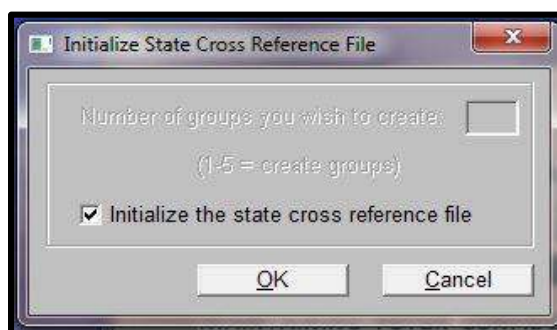 Initialize State Cross Reference File
Number of groups you wish to create:
(1-5 = create groups)
Initialize the state cross reference file
OK Cancel